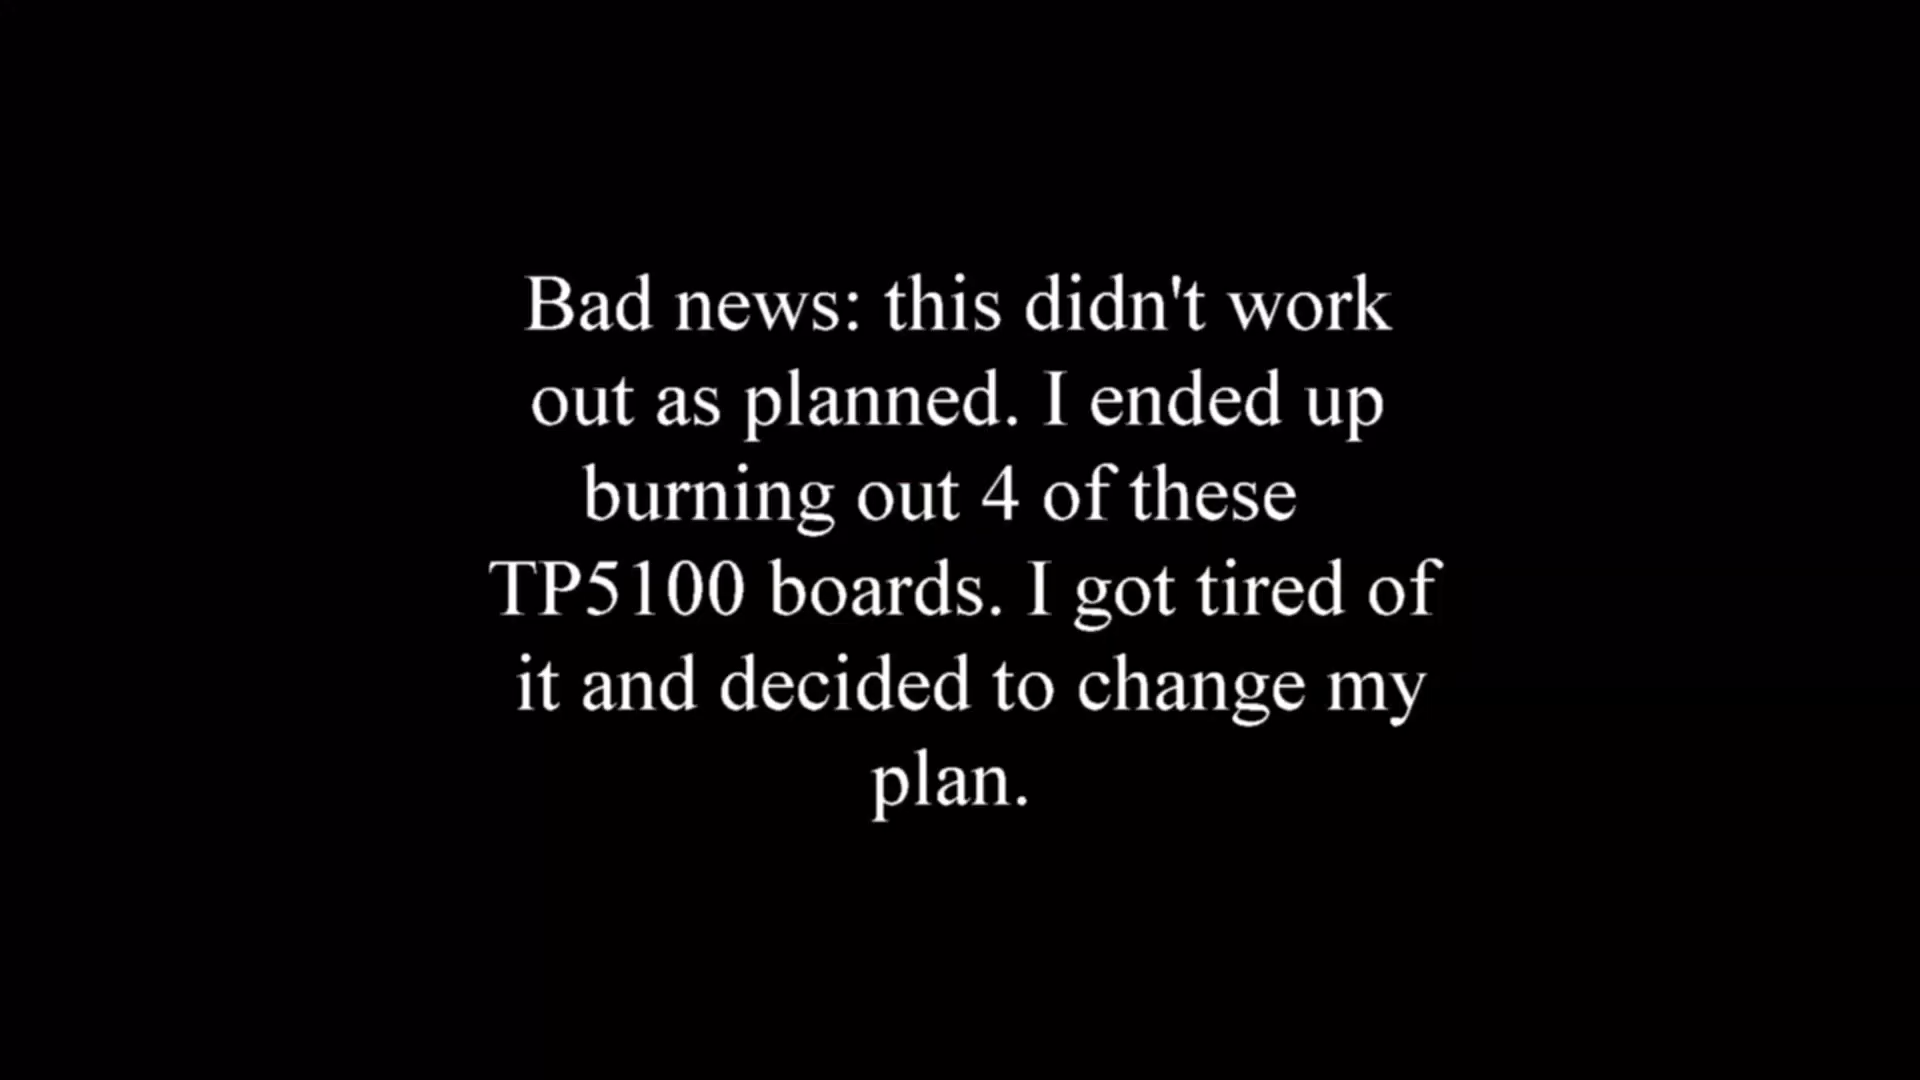 Bad news: this didn't work
out as planned. I ended up
burning out 4 of these
TP5100 boards. I got tired of
it and decided to change my
plan.